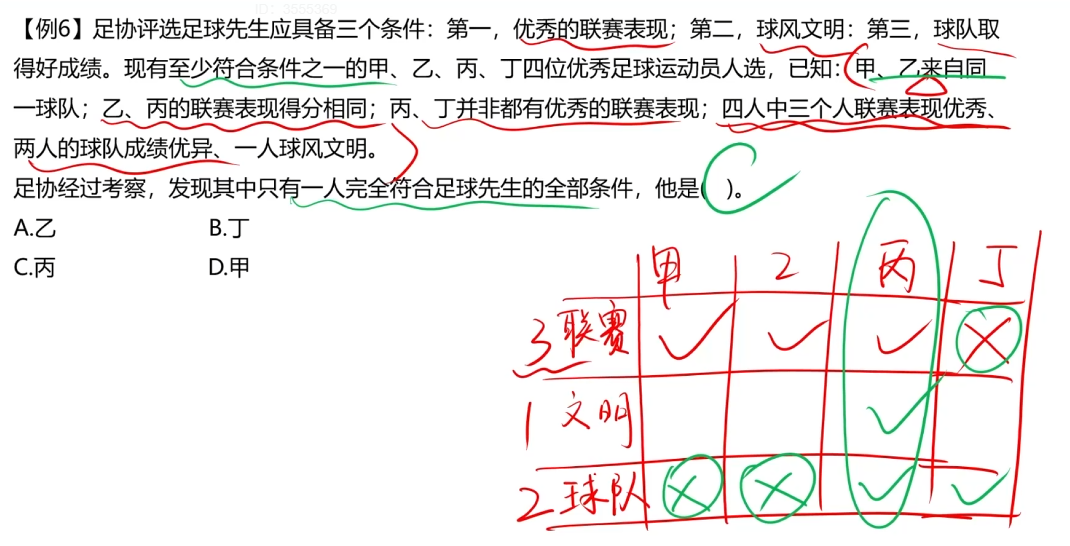 ID：3555369
【例6】足协评选足球先生应具备三个条件：第一，优秀的联赛表现；第二，球风文明：第三，球队取
得好成绩。现有至少符合条件之一的甲、乙、丙、丁四位优秀足球运动员人选，已知：甲、乙来自同
一球队；乙、丙的联赛表现得分相同；丙、丁并非都有优秀的联赛表现；四人中三个人联赛表现优秀、
两人的球队成绩优异、一人球风文明。
足协经过考察，发现其中只有一人完全符合足球先生的全部条件，他是( )。
A.乙 B.丁
C.丙 D.甲
甲 乙 丙 丁
3 联赛
1 文明
2 球队